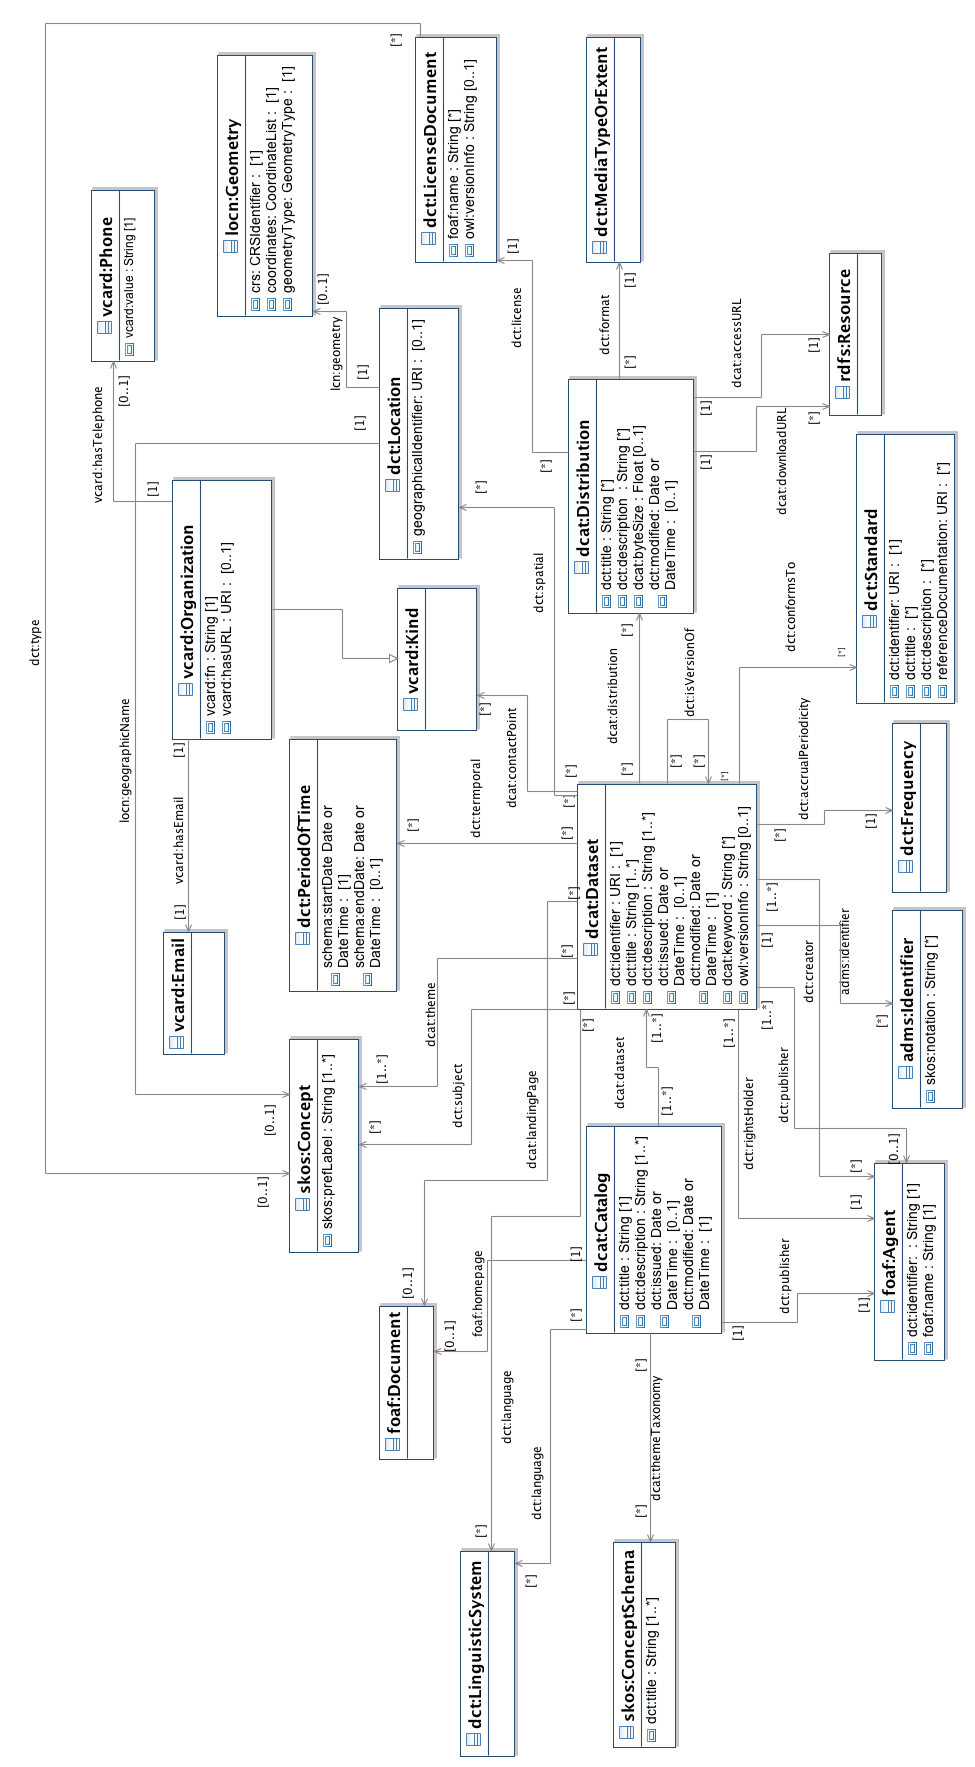 dct:type
locn:geographicName
vcard:Phone
vcard:value : String [1]
vcard:hasTelephone
[0..1]
[1]
locn:Geometry
crs: CRSIdentifier : [1]
coordinates: CoordinateList : [1]
geometryType: GeometryType : [1]
[0..1]
lcn:geometry
[1]
[1]
dct:Location
geographicalIdentifier: URI : [0..1]
[*]
dct:spatial
[*]
dct:LicenseDocument
foaf:name : String [*]
owl:versionInfo : String [0..1]
[1]
dct:license
[*]
dct:MediaTypeOrExtent
[1]
dct:format
[*]
vcard:Organization
vcard:fn : String [1]
vcard:hasURL : URI : [0..1]
[1]
vcard:hasEmail
[1]
vcard:Email
vcard:Kind
[*]
dcat:contactPoint
[*]
dct:PeriodOfTime
schema:startDate Date or
DateTime : [1]
schema:endDate: Date or
DateTime : [0..1]
[*]
dct:termporal
[*]
skos:Concept
skos:prefLabel : String [1..*]
[0..1]
[0..1]
[1..*]
dcat:theme
[*]
[*]
dct:subject
[*]
dcat:Distribution
dct:title : String [*]
dct:description : String [*]
dcat:byteSize : Float [0..1]
dct:modified: Date or
DateTime : [0..1]
[*]
dcat:distribution
[*]
dct:isVersionOf
[*]
[*]
[1]
dcat:accessURL
[1]
[1]
dcat:downloadURL
[*]
rdfs:Resource
dct:Standard
dct:identifier: URI : [1]
dct:title : [*]
dct:description : [*]
referenceDocumentation: URI : [*]
[*]
dct:conformsTo
[*]
dcat:Dataset
dct:identifier : URI : [1]
dct:title : String [1..*]
dct:description : String [1..*]
dct:issued: Date or
DateTime : [0..1]
dct:modified: Date or
DateTime : [1]
dcat:keyword : String [*]
owl:versionInfo : String [0..1]
[*]
dct:accrualPeriodicity
[1]
dct:Frequency
[1..*]
dct:creator
[*]
[1]
adms:identifier
[*]
adms:Identifier
skos:notation : String [*]
[1..*]
dct:publisher
[0..1]
[1..*]
dct:rightsHolder
[1]
[*]
dcat:landingPage
[0..1]
[*]
dct:language
[*]
[1..*]
dcat:dataset
[1..*]
dcat:Catalog
dct:title : String [1]
dct:description : String [1..*]
dct:issued: Date or
DateTime : [0..1]
dct:modified: Date or
DateTime : [1]
[1]
foaf:homepage
[0..1]
foaf:Document
[*]
dct:language
[*]
dct:LinguisticSystem
[*]
dcat:themeTaxonomy
[*]
skos:ConceptSchema
dct:title : String [1..*]
[1]
dct:publisher
[1]
foaf:Agent
dct:identifier: : String [1]
foaf:name : String [1]